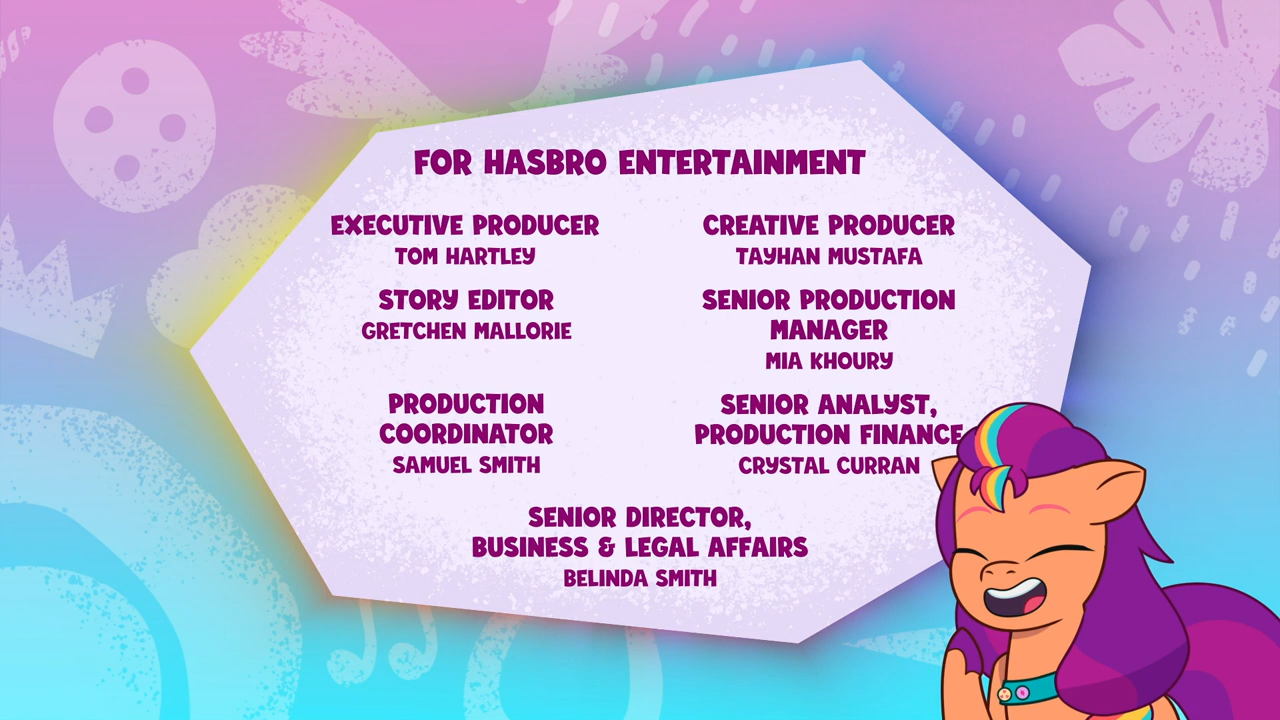 FOR HASBRO ENTERTAINMENT
EXECUTIVE PRODUCER
TOM HARTLEY
CREATIVE PRODUCER
TAYHAN MUSTAFA
STORY EDITOR
GRETCHEN MALLORIE
SENIOR PRODUCTION
MANAGER
MIA KHOURY
PRODUCTION
COORDINATOR
SAMUEL SMITH
SENIOR ANALYST,
PRODUCTION FINANCE
CRYSTAL CURRAN
SENIOR DIRECTOR,
BUSINESS & LEGAL AFFAIRS
BELINDA SMITH